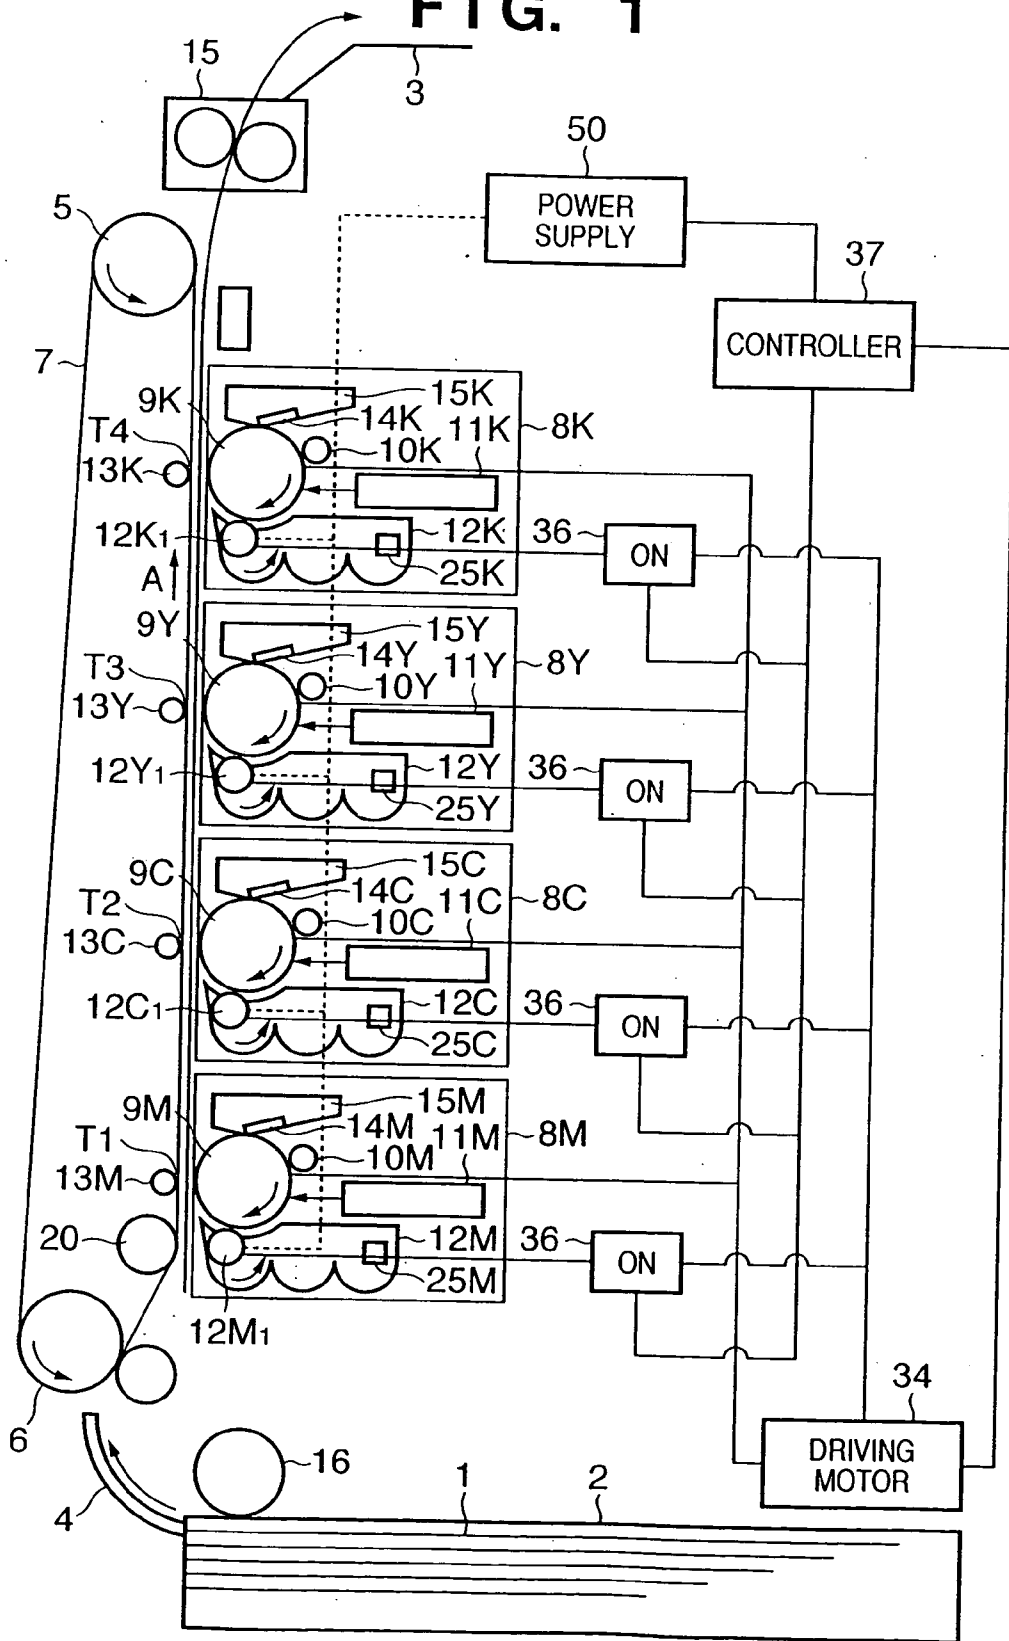 FIG. 1
15
3
50
POWER
SUPPLY
5
37
CONTROLLER
7
9K
15K
14K
11K
8K
T4
10K
13K
12K1
12K
36
ON
25K
A
9Y
15Y
14Y
11Y
8Y
T3
10Y
13Y
12Y1
12Y
36
ON
25Y
9C
15C
14C
11C
8C
T2
10C
13C
12C1
12C
36
ON
25C
9M
15M
14M
11M
8M
T1
10M
13M
20
12M
36
ON
25M
12M1
34
DRIVING
MOTOR
6
16
4
1
2